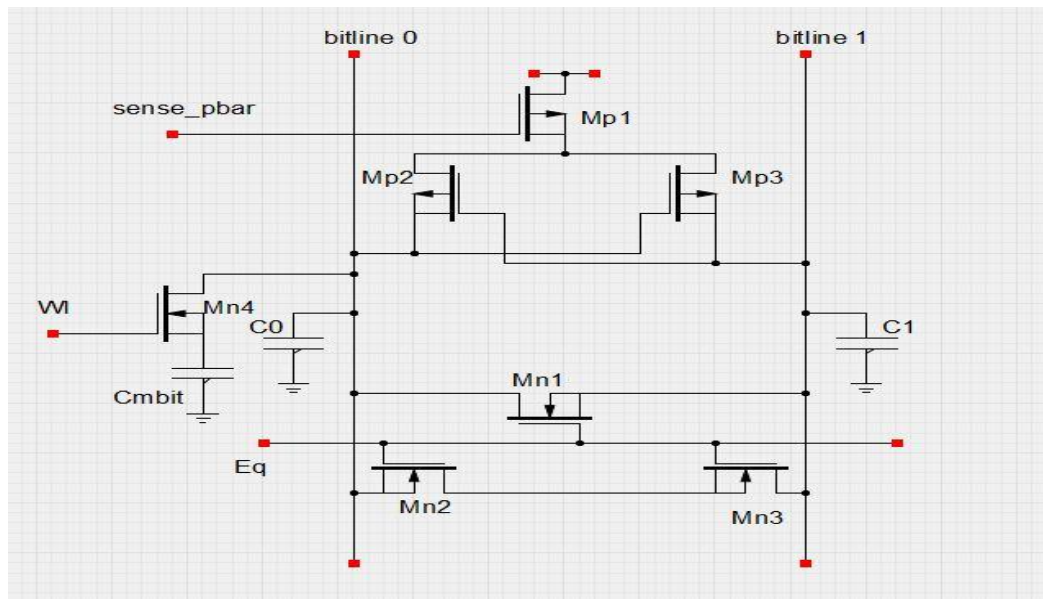 bitline 0
bitline 1
sense_pbar
Mp1
Mp2
Mp3
Wl
Mn4
C0
C1
Mn1
Cmbit
Eq
Mn2
Mn3